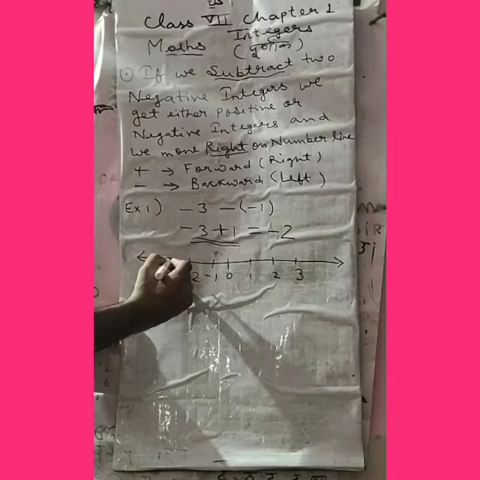 Class VII Chapter 1
Maths Integers
(पूर्णांक)
If we Subtract two
Negative Integers we
get either Positive or
Nugative Integers and
we move Right on Number line
+ → Forward (Right)
- → Backward (Left)
Ex 1) -3 - (-1)
-3 + 1 = -2
2 -1 0 1 2 3